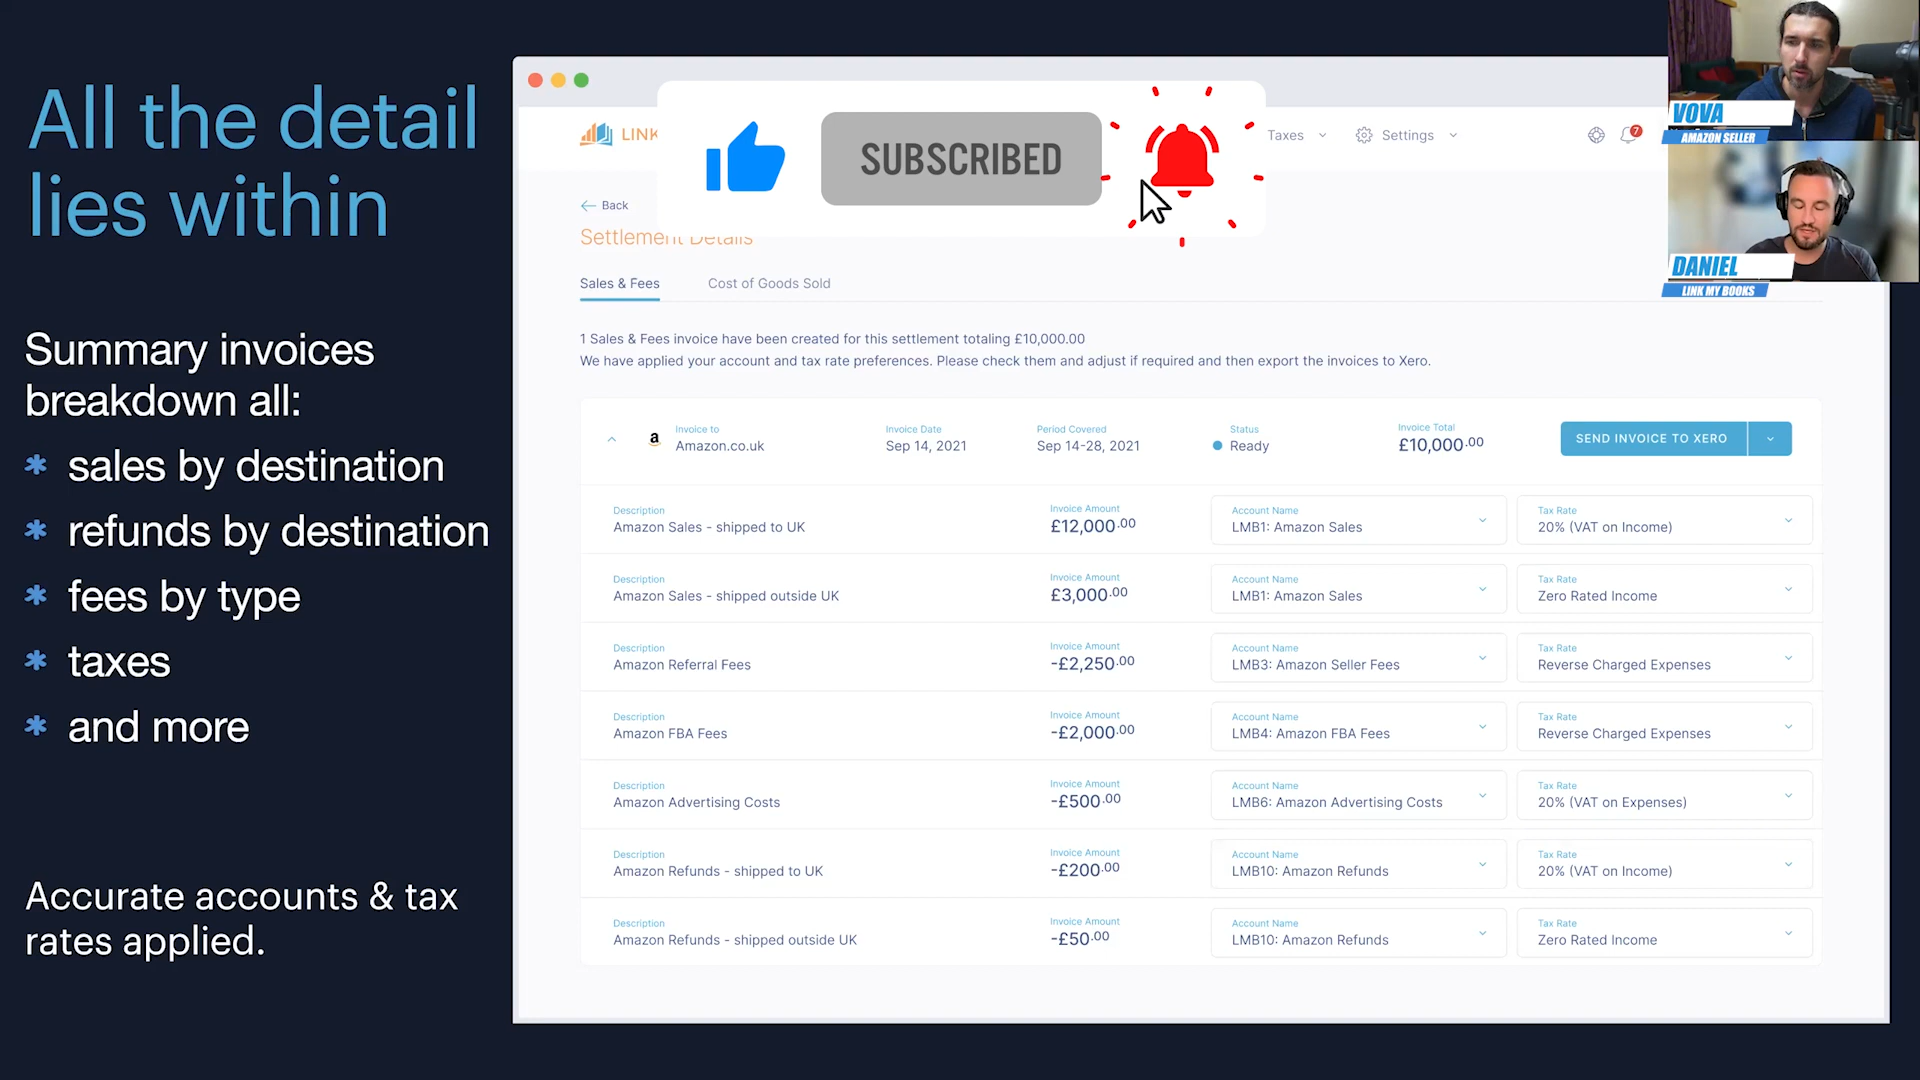 All the detail
lies within
Summary invoices
breakdown all:
* sales by destination
* refunds by destination
* fees by type
* taxes
* and more
Accurate accounts & tax
rates applied.
LINK
SUBSCRIBED
Taxes
Settings
7
Back
Settlement Details
Sales & Fees
Cost of Goods Sold
1 Sales & Fees invoice have been created for this settlement totaling £10,000.00
We have applied your account and tax rate preferences. Please check them and adjust if required and then export the invoices to Xero.
a
Invoice to
Amazon.co.uk
Invoice Date
Sep 14, 2021
Period Covered
Sep 14-28, 2021
Status
Ready
Invoice Total
£10,000.00
SEND INVOICE TO XERO
Description
Amazon Sales - shipped to UK
Invoice Amount
£12,000.00
Account Name
LMB1: Amazon Sales
Tax Rate
20% (VAT on Income)
Description
Amazon Sales - shipped outside UK
Invoice Amount
£3,000.00
Account Name
LMB1: Amazon Sales
Tax Rate
Zero Rated Income
Description
Amazon Referral Fees
Invoice Amount
-£2,250.00
Account Name
LMB3: Amazon Seller Fees
Tax Rate
Reverse Charged Expenses
Description
Amazon FBA Fees
Invoice Amount
-£2,000.00
Account Name
LMB4: Amazon FBA Fees
Tax Rate
Reverse Charged Expenses
Description
Amazon Advertising Costs
Invoice Amount
-£500.00
Account Name
LMB6: Amazon Advertising Costs
Tax Rate
20% (VAT on Expenses)
Description
Amazon Refunds - shipped to UK
Invoice Amount
-£200.00
Account Name
LMB10: Amazon Refunds
Tax Rate
20% (VAT on Income)
Description
Amazon Refunds - shipped outside UK
Invoice Amount
-£50.00
Account Name
LMB10: Amazon Refunds
Tax Rate
Zero Rated Income
VOVA
AMAZON SELLER
DANIEL
LINK MY BOOKS